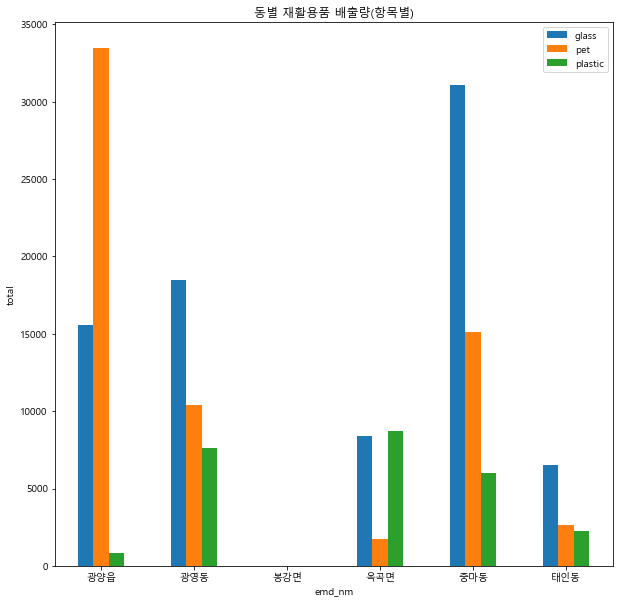 동별 재활용품 배출량(항목별)
glass
pet
plastic
total
35000
30000
25000
20000
15000
10000
5000
0
광양읍 광영동 봉강면 옥곡면 중마동 태인동
emd_nm